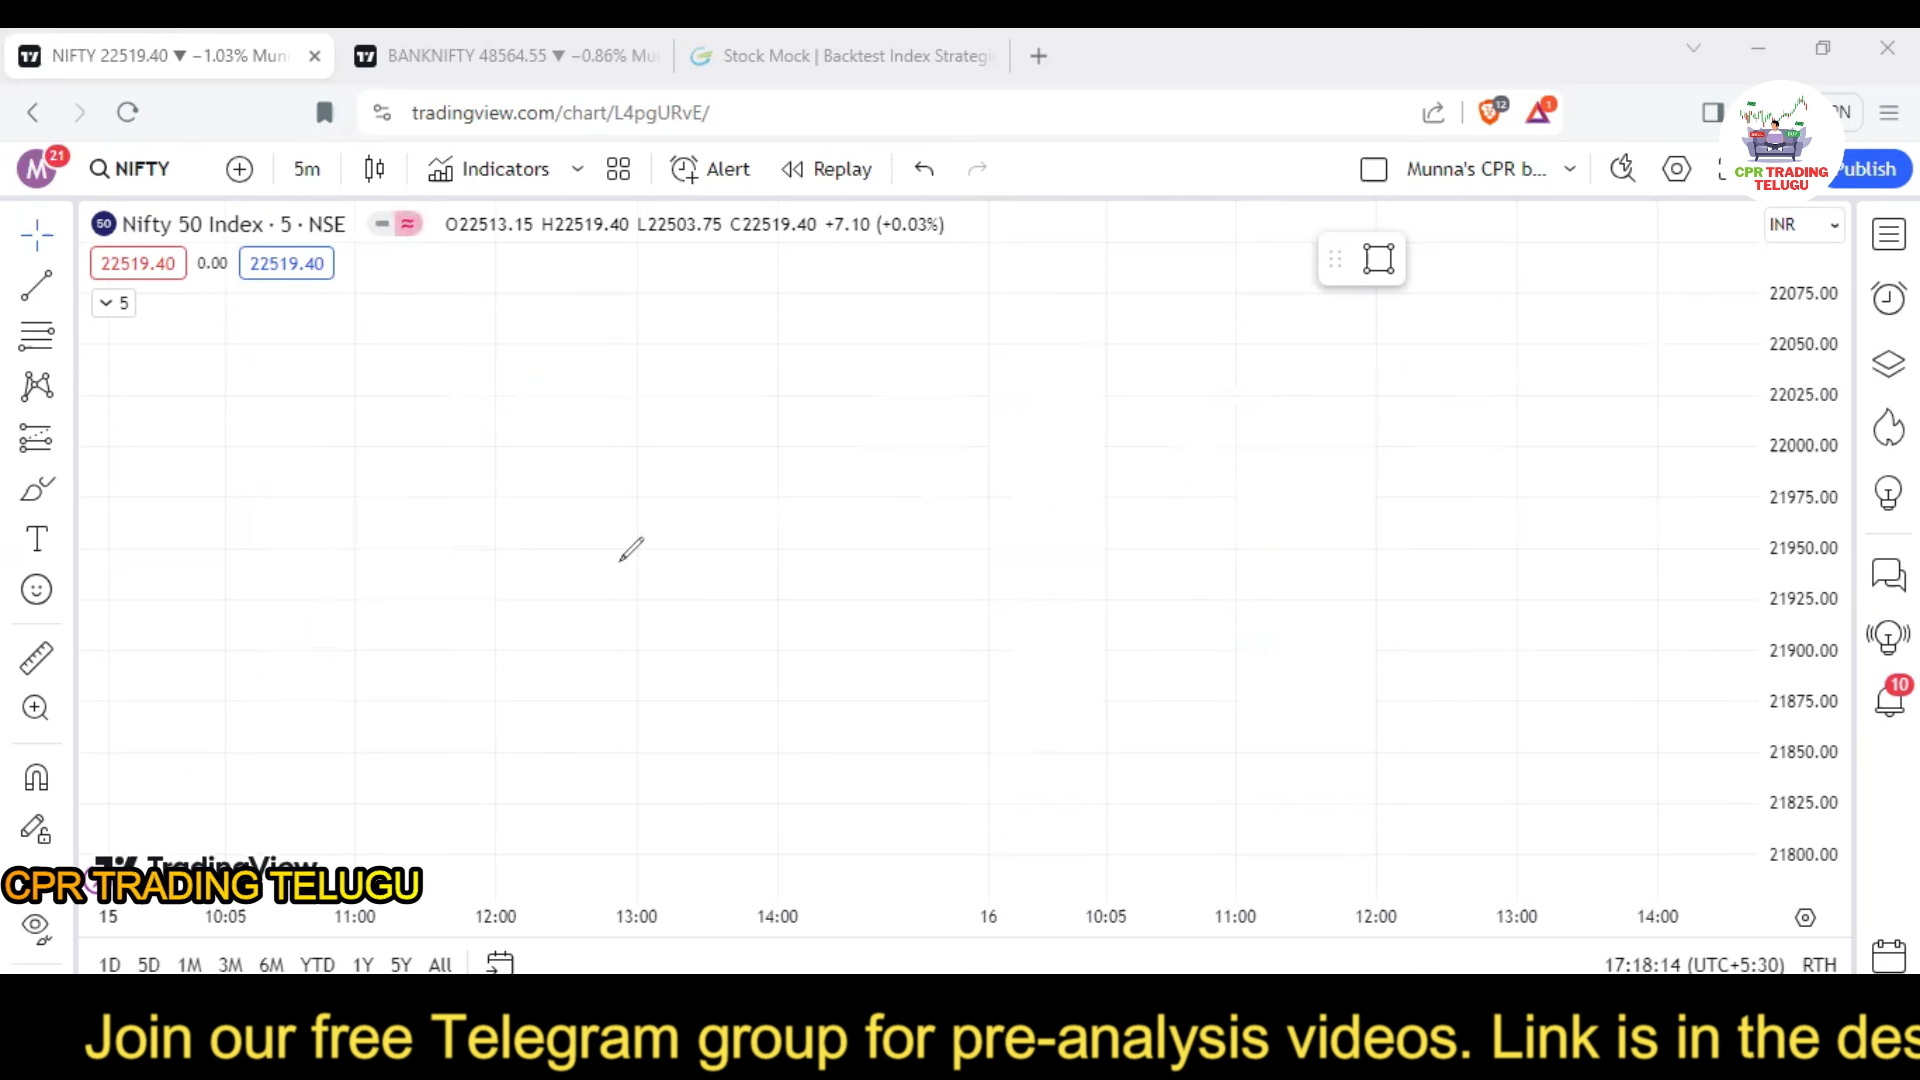 NIFTY 22519.40 ▼ −1.03% Mun
BANKNIFTY 48564.55 ▼ −0.86% Mu
Stock Mock | Backtest Index Strateg
tradingview.com/chart/L4pgURvE/
12
1
M
21
NIFTY
5m
Indicators
Alert
Replay
Munna's CPR b...
Publish
CPR TRADING
TELUGU
50
Nifty 50 Index · 5 · NSE
O22513.15 H22519.40 L22503.75 C22519.40 +7.10 (+0.03%)
INR
22519.40 0.00 22519.40
5
22075.00
22050.00
22025.00
22000.00
21975.00
21950.00
21925.00
21900.00
21875.00
21850.00
21825.00
21800.00
10
TradingView
CPR TRADING TELUGU
15 10:05 11:00 12:00 13:00 14:00 16 10:05 11:00 12:00 13:00 14:00
1D 5D 1M 3M 6M YTD 1Y 5Y All
17:18:14 (UTC+5:30) RTH
Join our free Telegram group for pre-analysis videos. Link is in the des